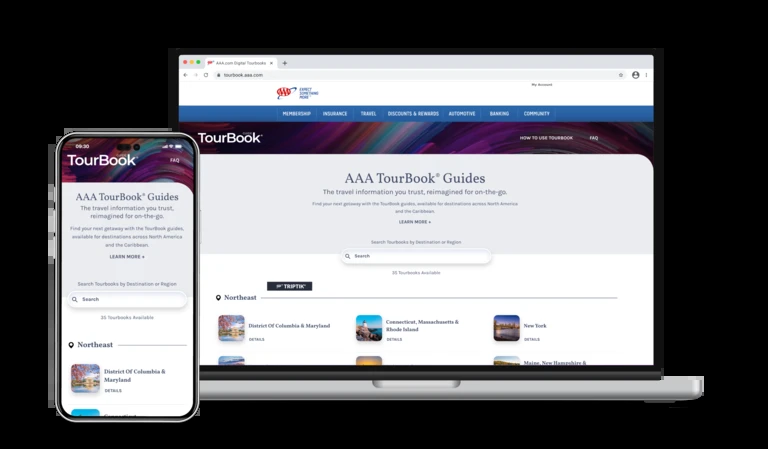 AAA.com Digital Tourbooks
tourbook.aaa.com
My Account
AAA
EXPECT
SOMETHING
MORE
MEMBERSHIP INSURANCE TRAVEL DISCOUNTS & REWARDS AUTOMOTIVE BANKING COMMUNITY
TourBook
HOW TO USE TOURBOOK FAQ
AAA TourBook® Guides
The travel information you trust, reimagined for on-the-go.
Find your next getaway with the TourBook guides, available for destinations across North America
and the Caribbean.
LEARN MORE +
Search Tourbooks by Destination or Region
Search
35 Tourbooks Available
TRIPTIK
Northeast
District Of Columbia & Maryland
DETAILS
Connecticut, Massachusetts &
Rhode Island
DETAILS
New York
DETAILS
Maine, New Hampshire &
09:30
TourBook
FAQ
AAA TourBook® Guides
The travel information you trust,
reimagined for on-the-go.
Find your next getaway with the TourBook guides,
available for destinations across North America
and the Caribbean.
LEARN MORE +
Search Tourbooks by Destination or Region
Search
35 Tourbooks Available
Northeast
District Of Columbia &
Maryland
DETAILS